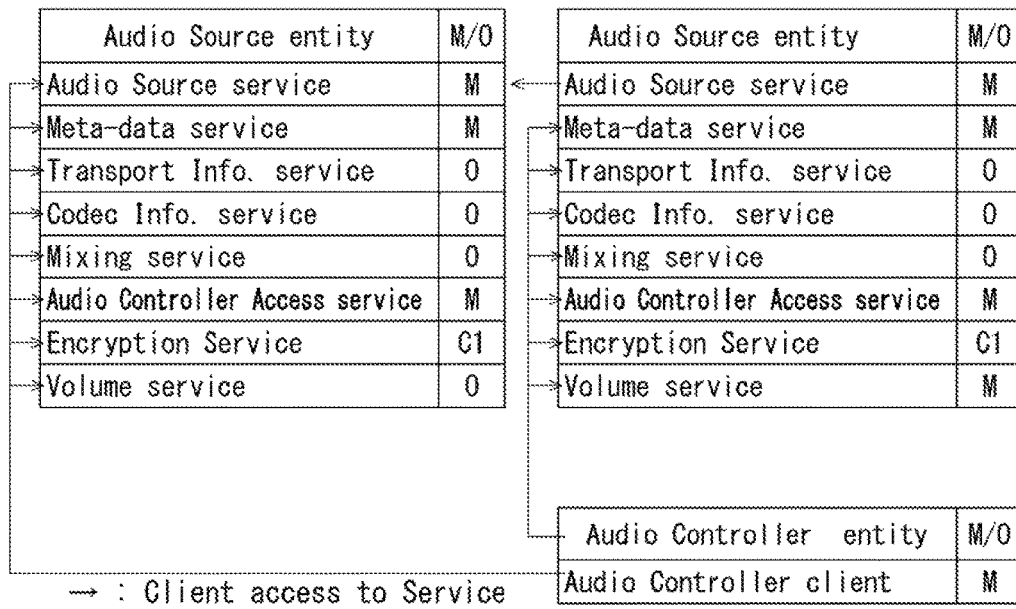 Audio Source entity M/O
Audio Source service M
Meta-data service M
Transport Info. service O
Codec Info. service O
Mixing service O
Audio Controller Access service M
Encryption Service C1
Volume service O
Audio Source entity M/O
Audio Source service M
Meta-data service M
Transport Info. service O
Codec Info. service O
Mixing service O
Audio Controller Access service M
Encryption Service C1
Volume service M
Audio Controller entity M/O
Audio Controller client M
→ : Client access to Service